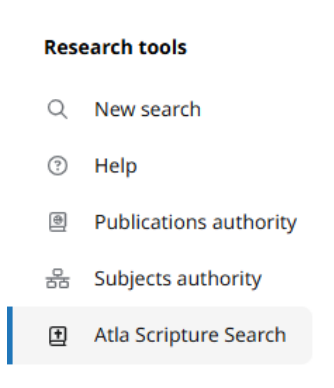 Research tools
New search
Help
Publications authority
Subjects authority
Atla Scripture Search